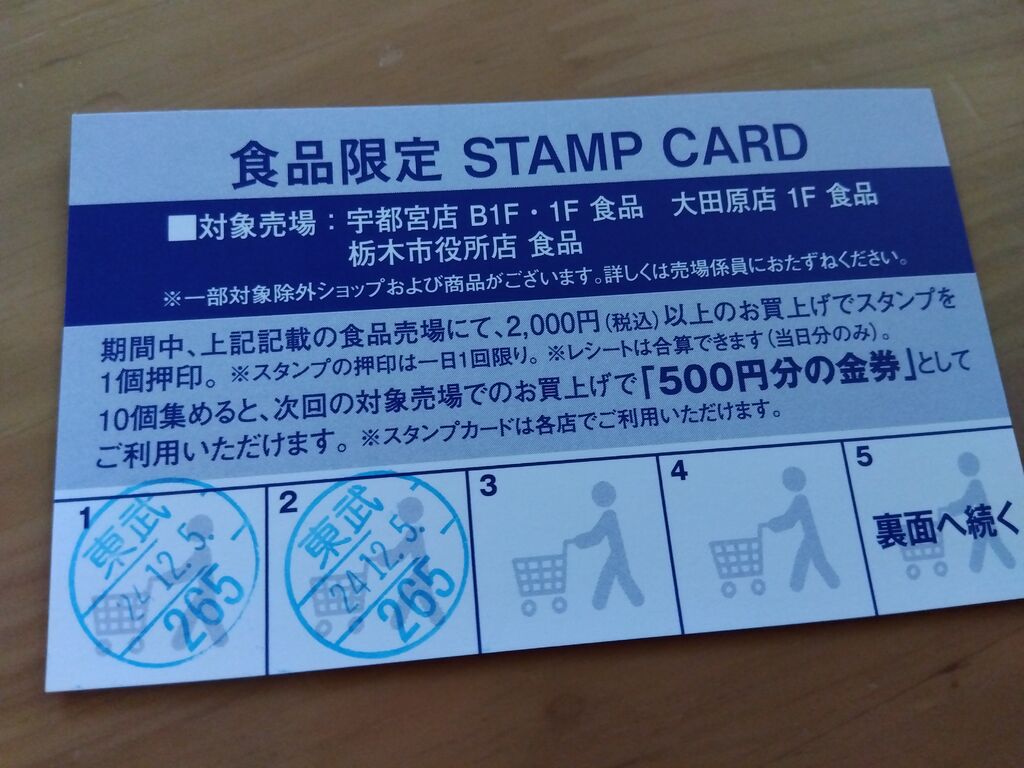 食品限定 STAMP CARD
■対象売場：宇都宮店 B1F・1F 食品　大田原店 1F 食品
栃木市役所店 食品
※一部対象除外ショップおよび商品がございます。詳しくは売場係員におたずねください。
期間中、上記記載の食品売場にて、2,000円(税込)以上のお買上げでスタンプを
1個押印。※スタンプの押印は一日1回限り。※レシートは合算できます(当日分のみ)。
10個集めると、次回の対象売場でのお買上げで「500円分の金券」として
ご利用いただけます。※スタンプカードは各店でご利用いただけます。
1 2 3 4 5
裏面へ続く
東武
24.12.5.
265
東武
24.12.5.
265